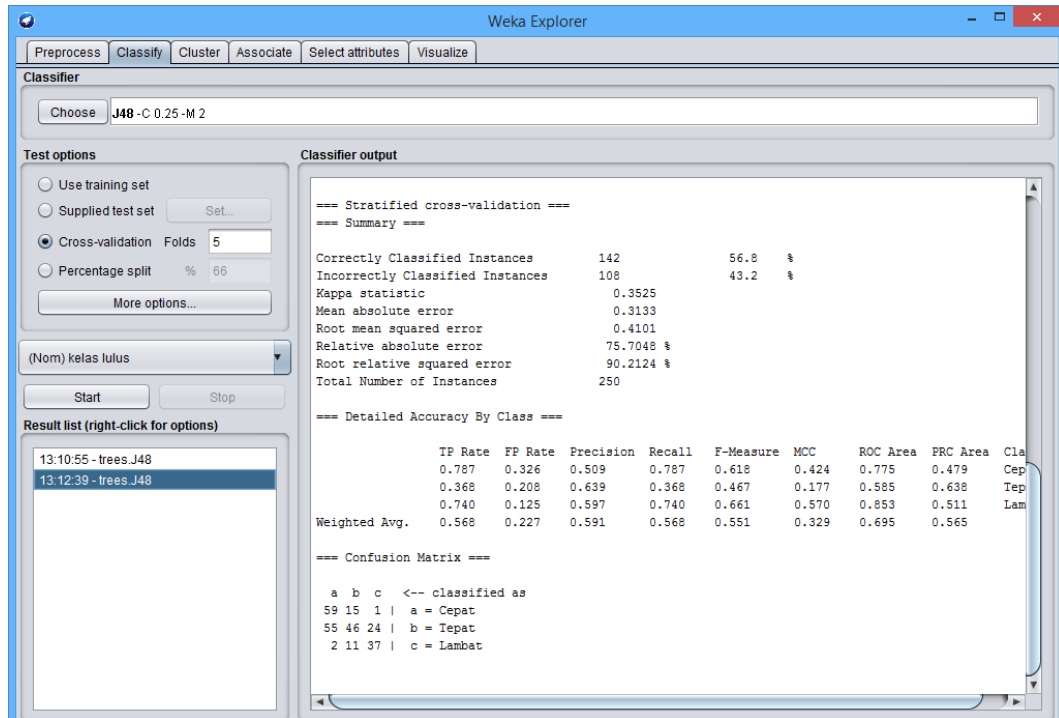 Weka Explorer
Preprocess Classify Cluster Associate Select attributes Visualize
Classifier
Choose J48 -C 0.25 -M 2
Test options
Use training set
Supplied test set Set...
Cross-validation Folds 5
Percentage split % 66
More options...
(Nom) kelas lulus
Start Stop
Result list (right-click for options)
13:10:55 - trees.J48
13:12:39 - trees.J48
Classifier output
=== Stratified cross-validation ===
=== Summary ===
Correctly Classified Instances 142 56.8 %
Incorrectly Classified Instances 108 43.2 %
Kappa statistic 0.3525
Mean absolute error 0.3133
Root mean squared error 0.4101
Relative absolute error 75.7048 %
Root relative squared error 90.2124 %
Total Number of Instances 250
=== Detailed Accuracy By Class ===
TP Rate FP Rate Precision Recall F-Measure MCC ROC Area PRC Area Cla
0.787 0.326 0.509 0.787 0.618 0.424 0.775 0.479 Cep
0.368 0.208 0.639 0.368 0.467 0.177 0.585 0.638 Tep
0.740 0.125 0.597 0.740 0.661 0.570 0.853 0.511 Lam
Weighted Avg. 0.568 0.227 0.591 0.568 0.551 0.329 0.695 0.565
=== Confusion Matrix ===
a b c <-- classified as
59 15 1 | a = Cepat
55 46 24 | b = Tepat
2 11 37 | c = Lambat